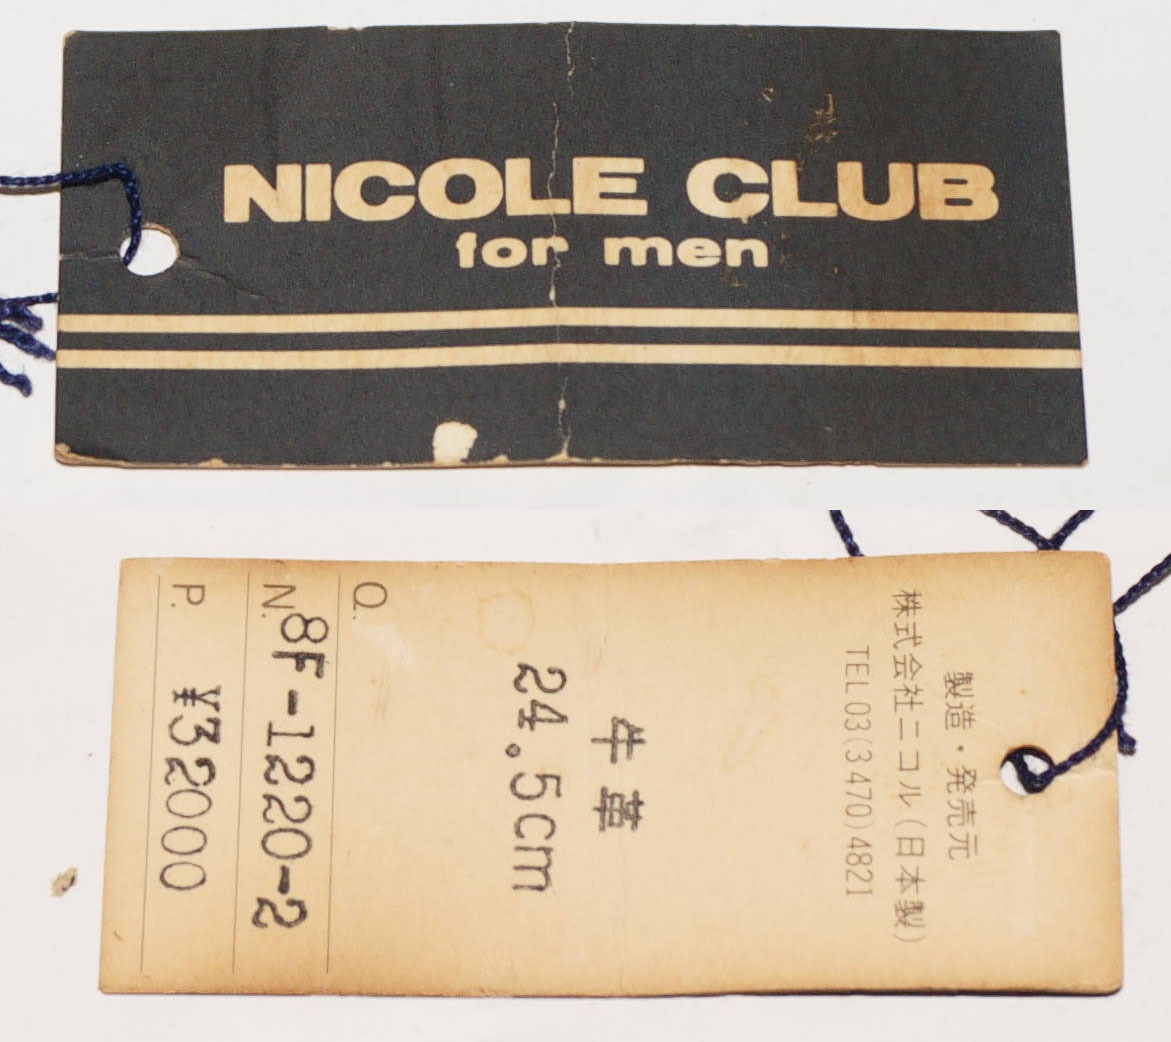 NICOLE CLUB
for men
製造・発売元
株式会社ニコル(日本製)
TEL03(3470)4821
牛革
24.5cm
Q.
N. 8F-1220-2
P. ¥32000